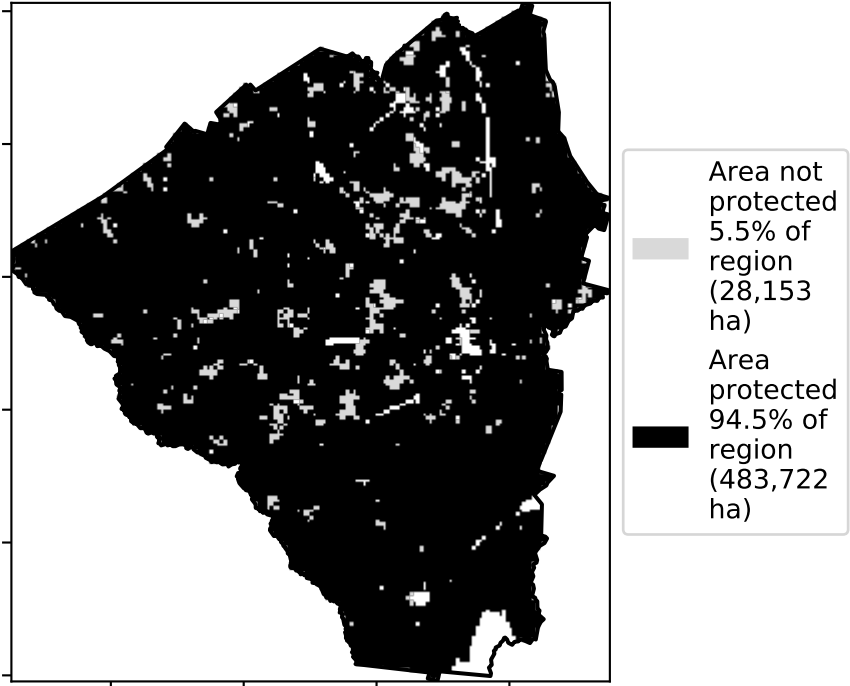 Area not
protected
5.5% of
region
(28,153
ha)
Area
protected
94.5% of
region
(483,722
ha)